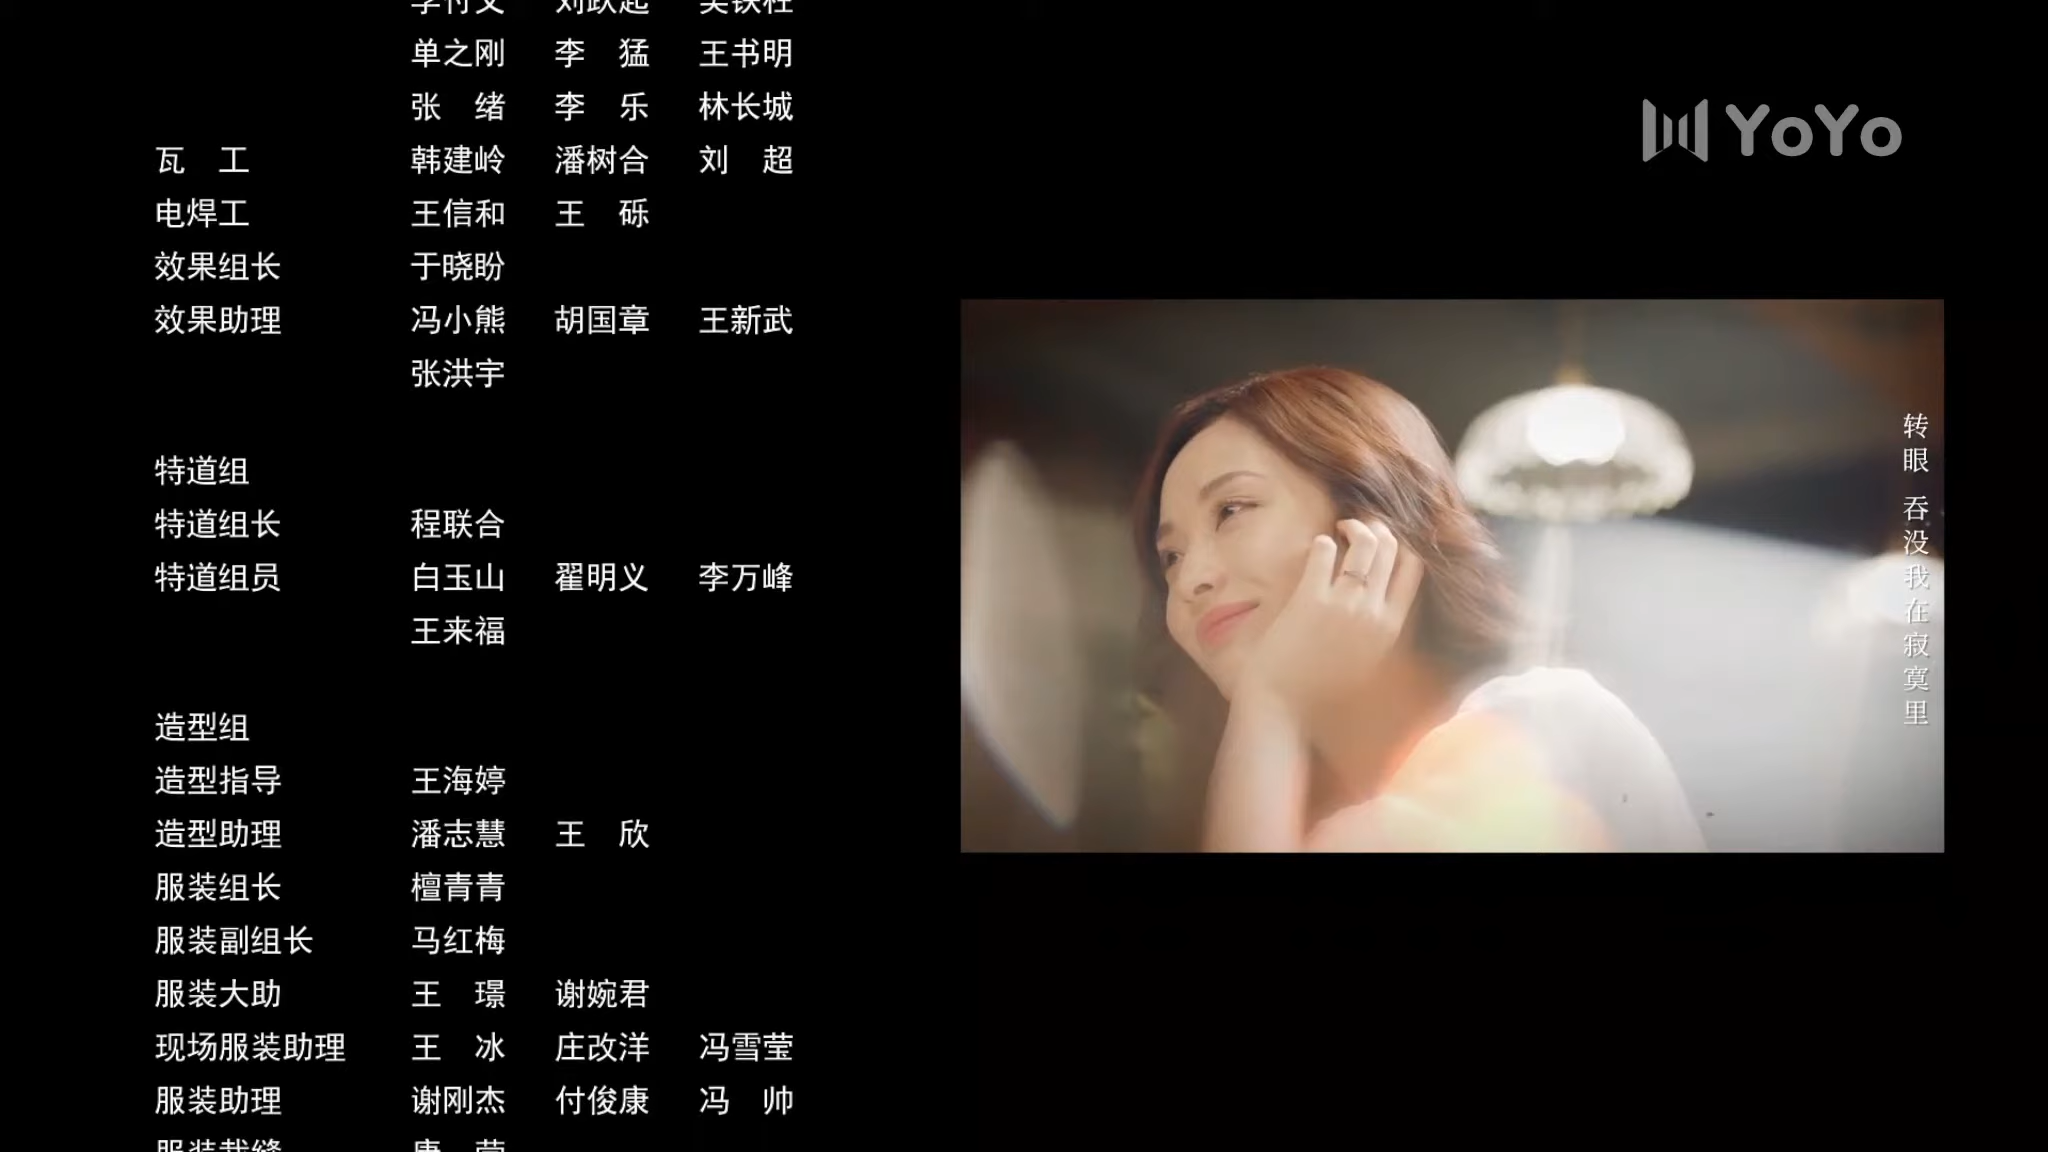 单之刚 李 猛 王书明
张 绪 李 乐 林长城
瓦 工 韩建岭 潘树合 刘 超
电焊工 王信和 王 砾
效果组长 于晓盼
效果助理 冯小熊 胡国章 王新武
张洪宇
特道组
特道组长 程联合
特道组员 白玉山 翟明义 李万峰
王来福
造型组
造型指导 王海婷
造型助理 潘志慧 王 欣
服装组长 檀青青
服装副组长 马红梅
服装大助 王 璟 谢婉君
现场服装助理 王 冰 庄改洋 冯雪莹
服装助理 谢刚杰 付俊康 冯 帅
YoYo
转眼 吞没我在寂寞里